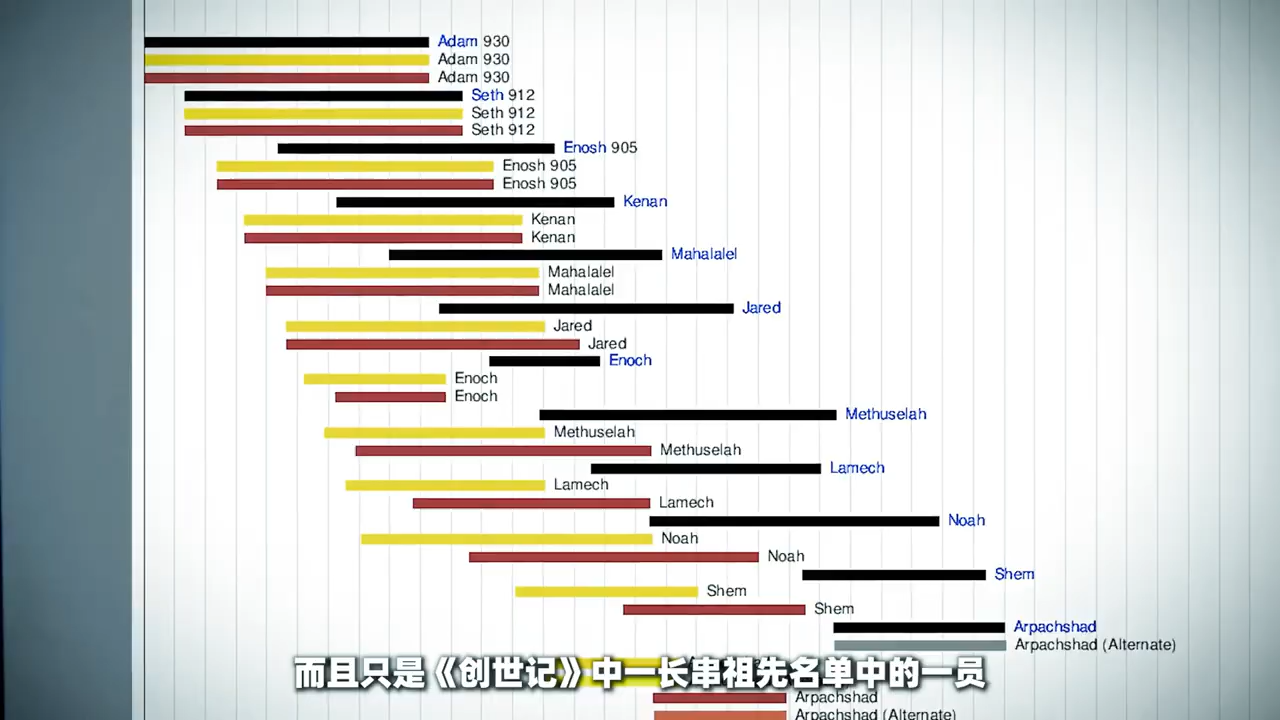 Adam 930
Adam 930
Adam 930
Seth 912
Seth 912
Seth 912
Enosh 905
Enosh 905
Enosh 905
Kenan
Kenan
Kenan
Mahalalel
Mahalalel
Mahalalel
Jared
Jared
Jared
Enoch
Enoch
Enoch
Methuselah
Methuselah
Methuselah
Lamech
Lamech
Lamech
Noah
Noah
Noah
Shem
Shem
Shem
Arpachshad
Arpachshad (Alternate)
而且只是《创世记》中一长串祖先名单中的一员
Arpachshad
Arpachshad (Alternate)